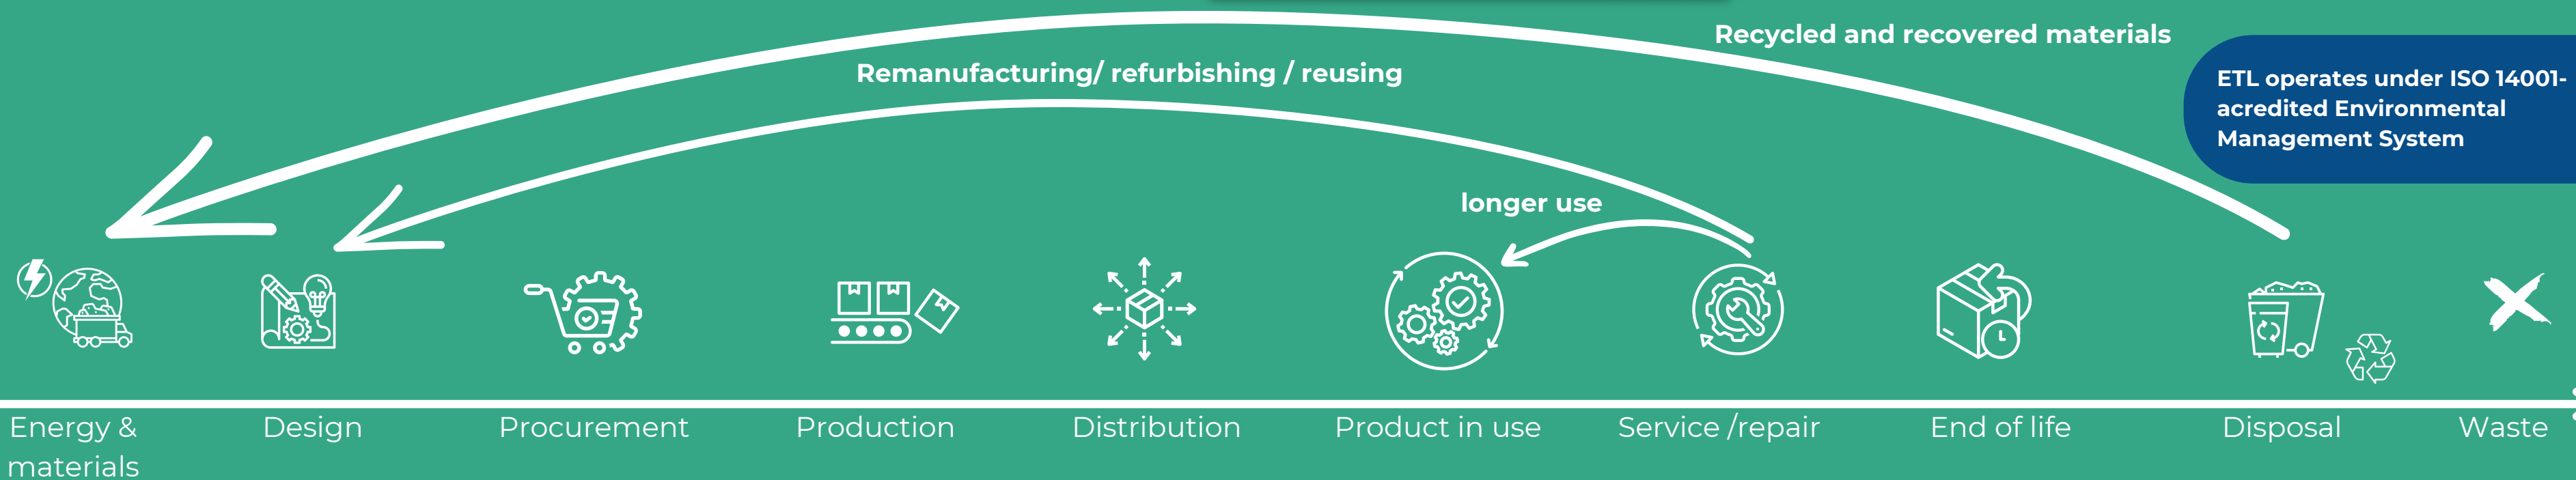 Recycled and recovered materials
Remanufacturing/ refurbishing / reusing
ETL operates under ISO 14001-
acredited Environmental
Management System
longer use
Energy &
materials
Design
Procurement
Production
Distribution
Product in use
Service /repair
End of life
Disposal
Waste